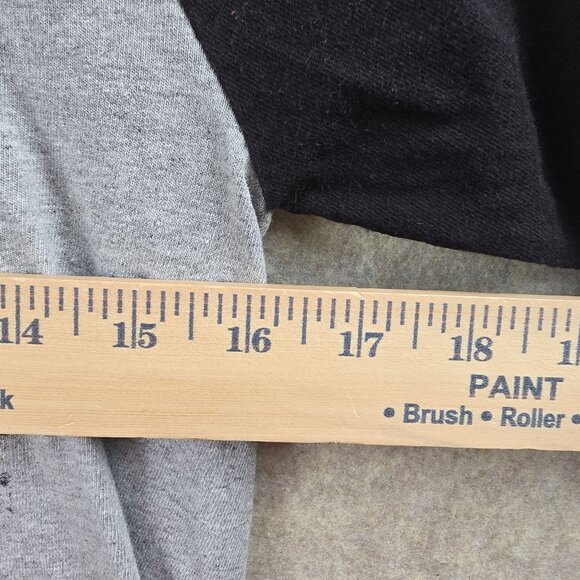 14 15 16 17 18
PAINT
k
• Brush • Roller •